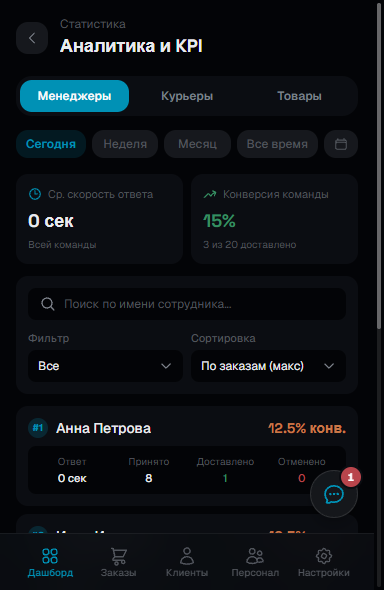 Статистика
Аналитика и KPI
Менеджеры Курьеры Товары
Сегодня Неделя Месяц Все время
Ср. скорость ответа
0 сек
Всей команды
Конверсия команды
15%
3 из 20 доставлено
Поиск по имени сотрудника...
Фильтр Сортировка
Все По заказам (макс)
#1 Анна Петрова 12.5% конв.
Ответ Принято Доставлено Отменено
0 сек 8 1 0
1
Дашборд Заказы Клиенты Персонал Настройки